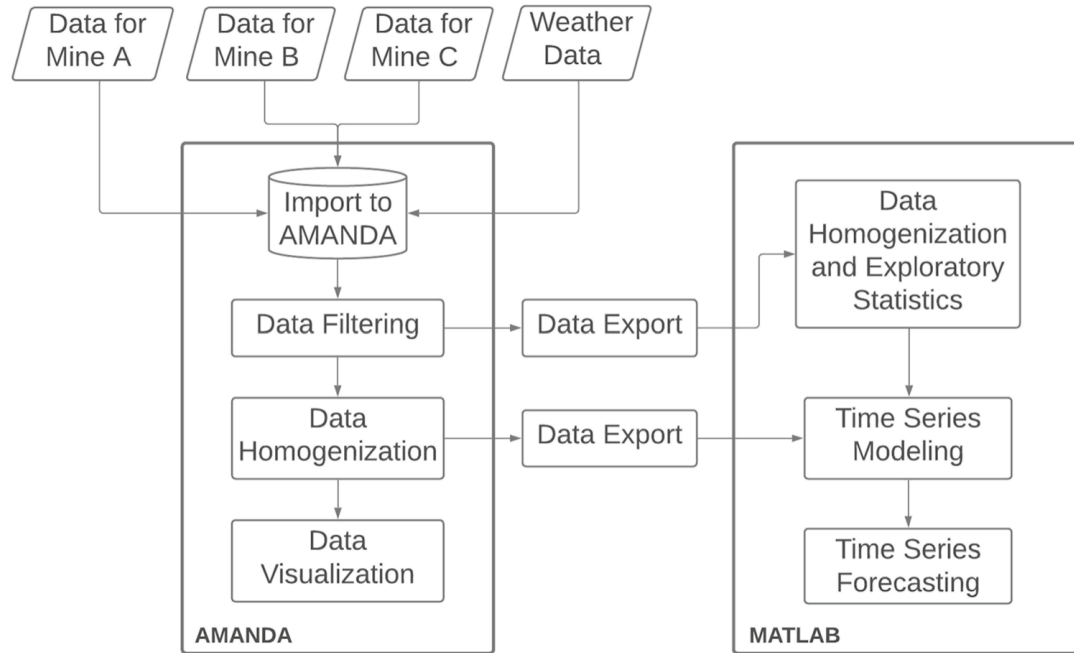 Data for
Mine A
Data for
Mine B
Data for
Mine C
Weather
Data
Import to
AMANDA
Data Filtering
Data Export
Data
Homogenization
and Exploratory
Statistics
Data
Homogenization
Data Export
Time Series
Modeling
Data
Visualization
Time Series
Forecasting
AMANDA
MATLAB